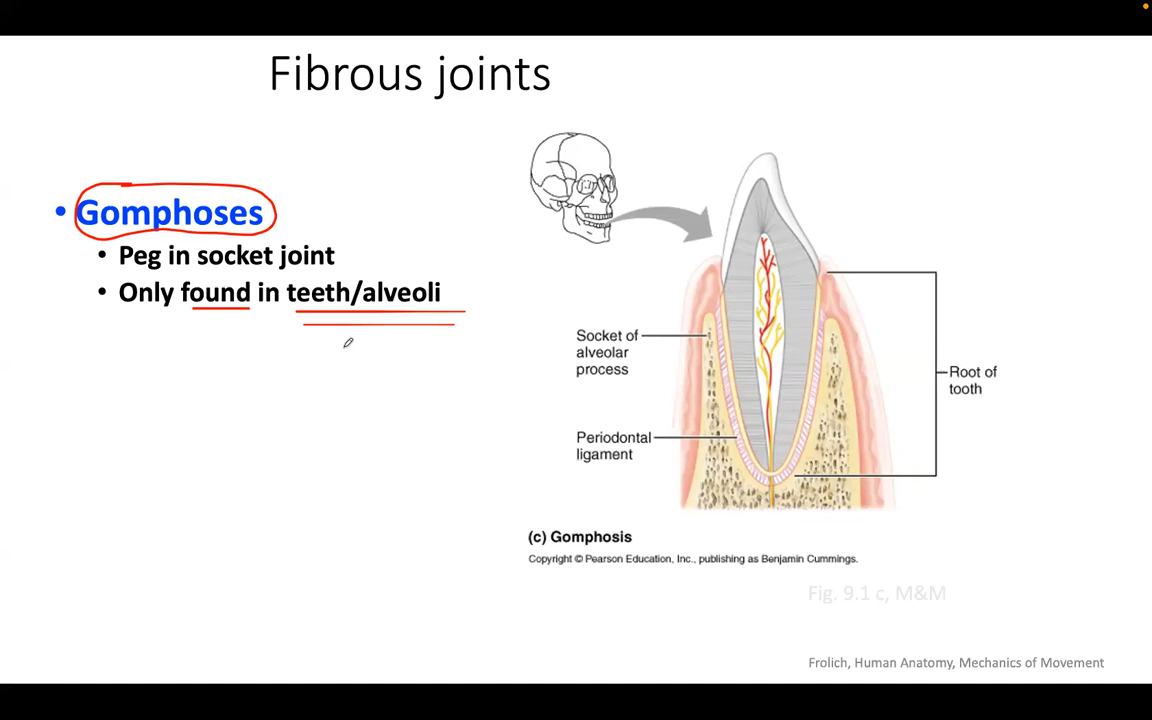 Fibrous joints
• Gomphoses
• Peg in socket joint
• Only found in teeth/alveoli
Socket of
alveolar
process
Periodontal
ligament
Root of
tooth
(c) Gomphosis
Copyright © Pearson Education, Inc., publishing as Benjamin Cummings.
Fig. 9.1 c, M&M
Frolich, Human Anatomy, Mechanics of Movement